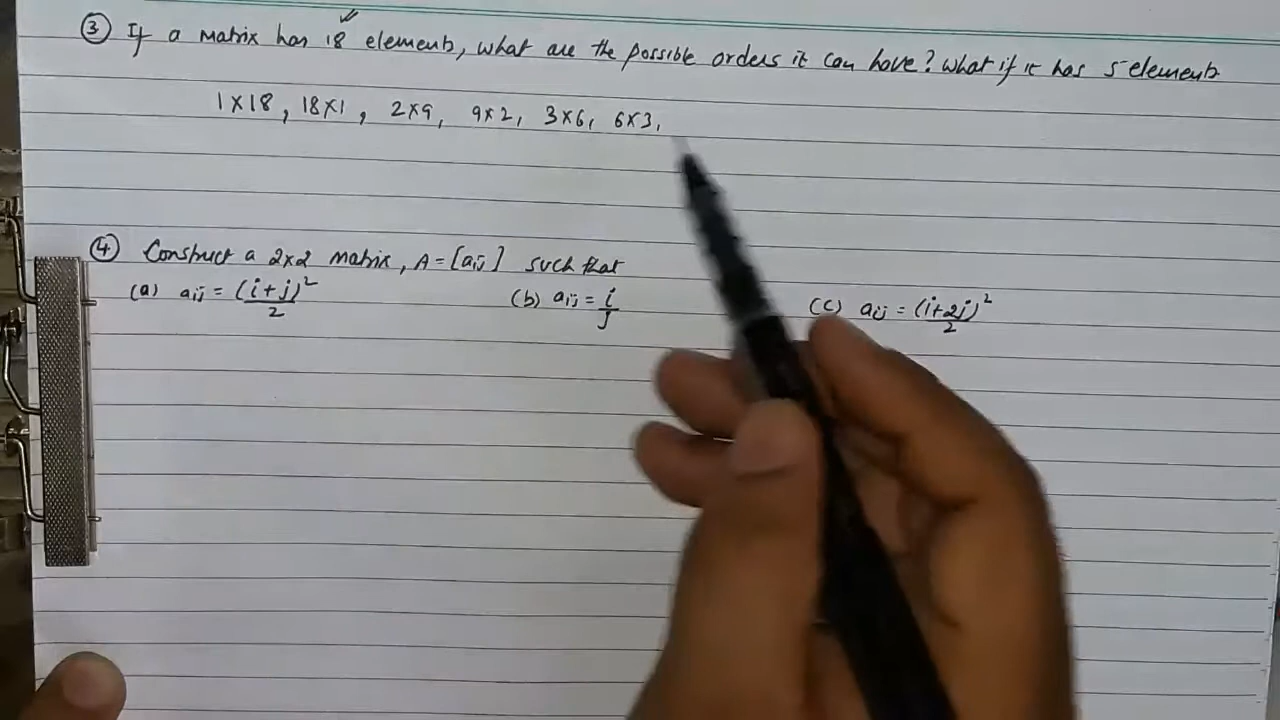 ③ If a matrix has 18 elements, what are the possible orders it can have? What if it has 5 elements
1×18, 18×1, 2×9, 9×2, 3×6, 6×3,
④ Construct a 2×2 matrix, A = [aij] such that
(a) aij = (i+j)²/2 (b) aij = i/j (c) aij = (i+2j)²/2